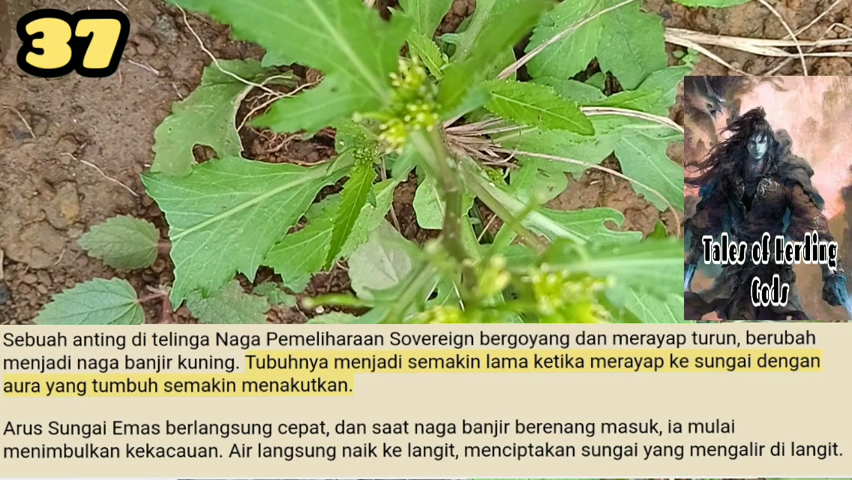 37
Tales of Herding
Gods
Sebuah anting di telinga Naga Pemeliharaan Sovereign bergoyang dan merayap turun, berubah
menjadi naga banjir kuning. Tubuhnya menjadi semakin lama ketika merayap ke sungai dengan
aura yang tumbuh semakin menakutkan.
Arus Sungai Emas berlangsung cepat, dan saat naga banjir berenang masuk, ia mulai
menimbulkan kekacauan. Air langsung naik ke langit, menciptakan sungai yang mengalir di langit.